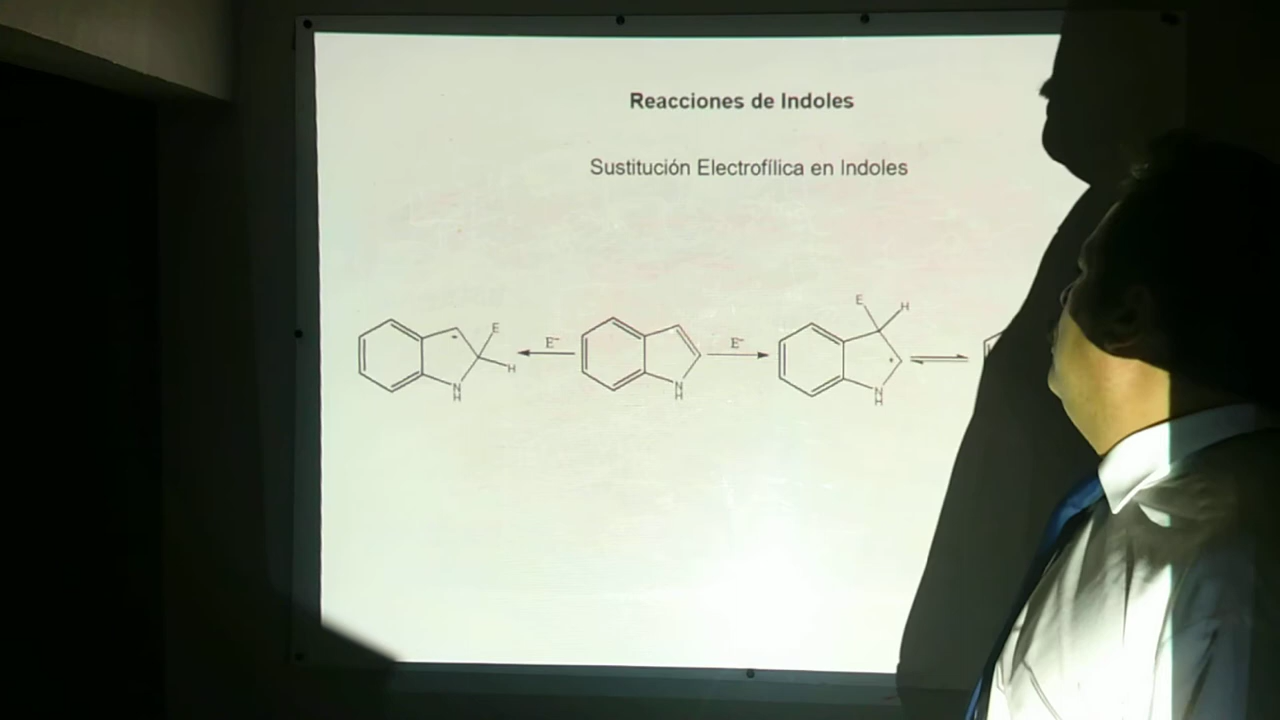 Reacciones de Indoles
Sustitución Electrofílica en Indoles
E H N H
E⁻
N H
E⁻
E H N H